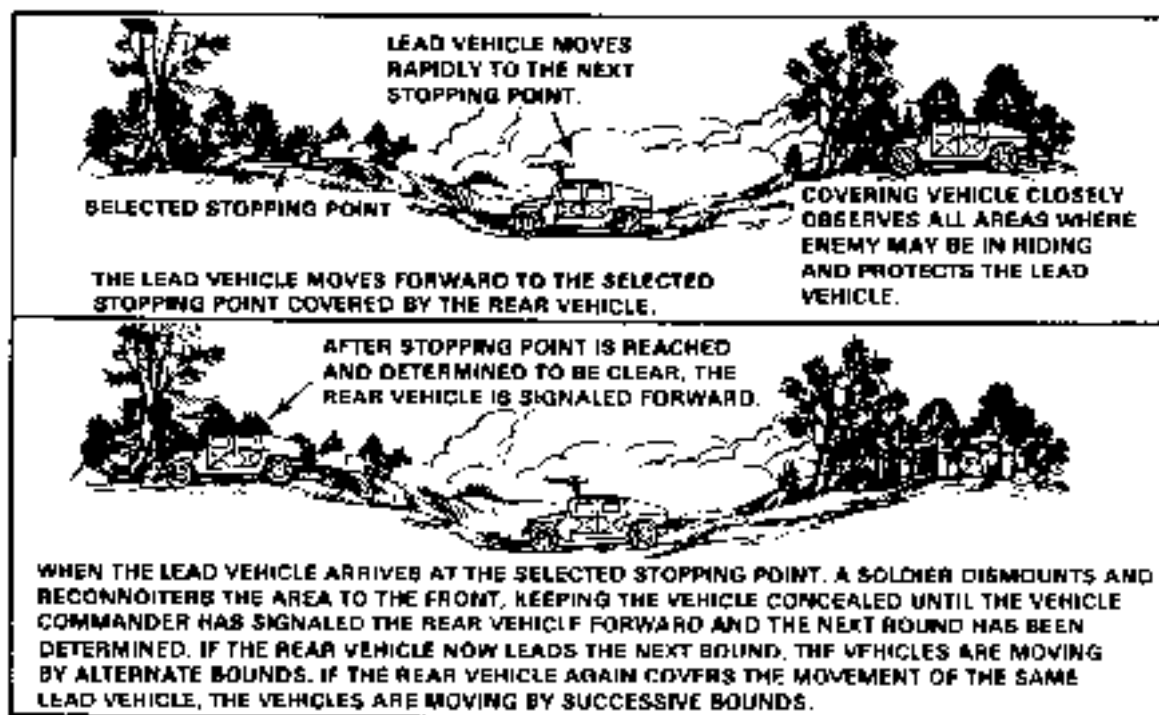 LEAD VEHICLE MOVES
RAPIDLY TO THE NEXT
STOPPING POINT.
SELECTED STOPPING POINT
COVERING VEHICLE CLOSELY
OBSERVES ALL AREAS WHERE
ENEMY MAY BE IN HIDING
AND PROTECTS THE LEAD
VEHICLE.
THE LEAD VEHICLE MOVES FORWARD TO THE SELECTED
STOPPING POINT COVERED BY THE REAR VEHICLE.
AFTER STOPPING POINT IS REACHED
AND DETERMINED TO BE CLEAR, THE
REAR VEHICLE IS SIGNALED FORWARD.
WHEN THE LEAD VEHICLE ARRIVES AT THE SELECTED STOPPING POINT. A SOLDIER DISMOUNTS AND
RECONNOITERS THE AREA TO THE FRONT, KEEPING THE VEHICLE CONCEALED UNTIL THE VEHICLE
COMMANDER HAS SIGNALED THE REAR VEHICLE FORWARD AND THE NEXT BOUND HAS BEEN
DETERMINED. IF THE REAR VEHICLE NOW LEADS THE NEXT BOUND, THE VEHICLES ARE MOVING
BY ALTERNATE BOUNDS. IF THE REAR VEHICLE AGAIN COVERS THE MOVEMENT OF THE SAME
LEAD VEHICLE, THE VEHICLES ARE MOVING BY SUCCESSIVE BOUNDS.